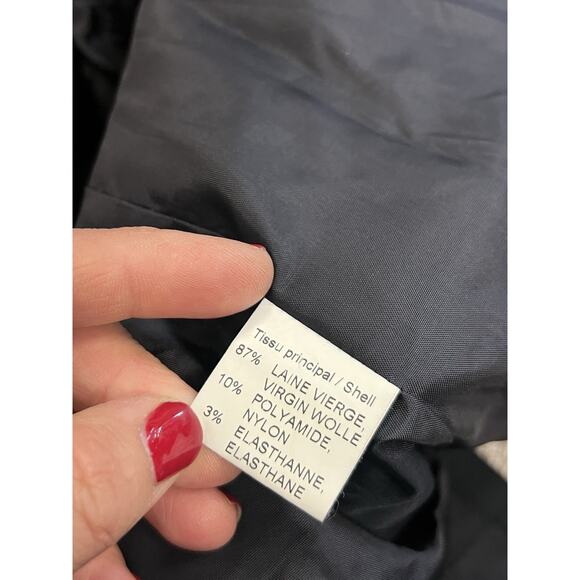 Tissu principal / Shell
87% LAINE VIERGE,
VIRGIN WOLLE
10% POLYAMIDE,
NYLON
3% ELASTHANNE,
ELASTHANE